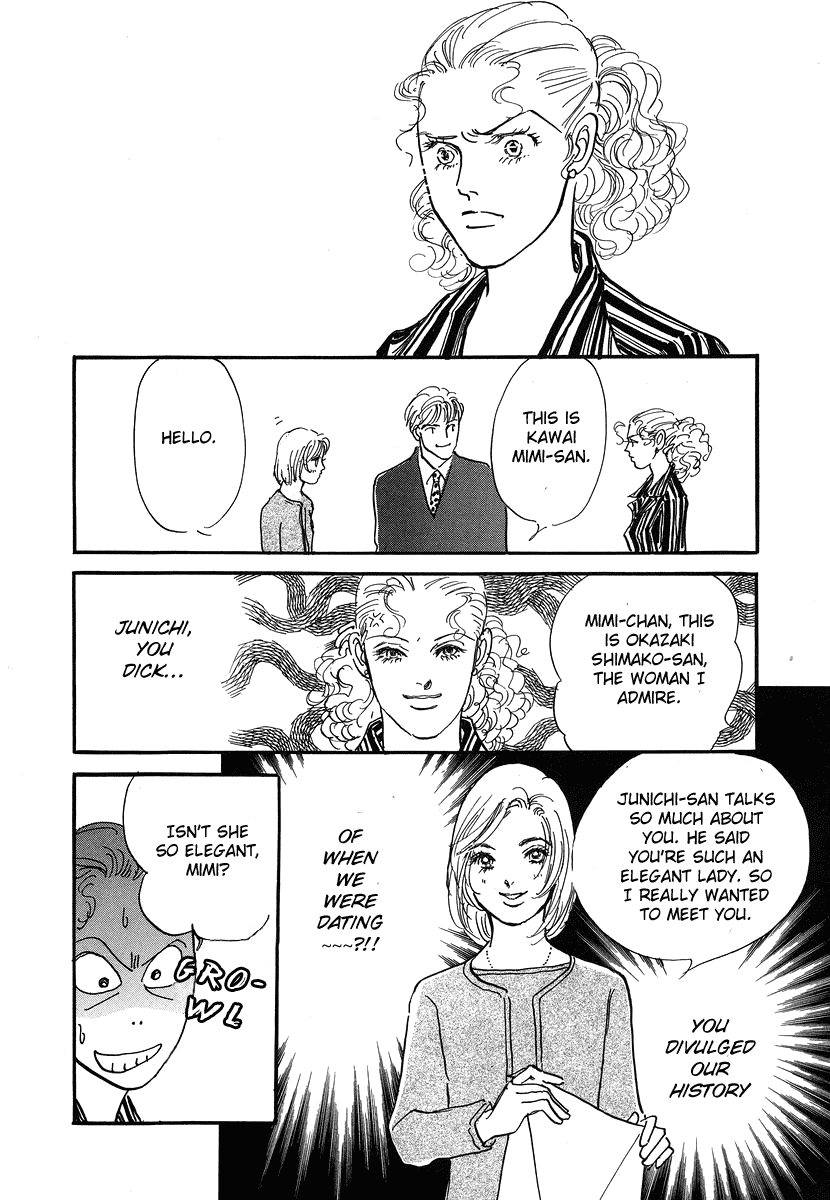 THIS IS
KAWAI
MIMI-SAN.
HELLO.
MIMI-CHAN, THIS
IS OKAZAKI
SHIMAKO-SAN,
THE WOMAN I
ADMIRE.
JUNICHI,
YOU
DICK...
JUNICHI-SAN TALKS
SO MUCH ABOUT
YOU. HE SAID
YOU'RE SUCH AN
ELEGANT LADY. SO
I REALLY WANTED
TO MEET YOU.
YOU
DIVULGED
OUR
HISTORY
OF
WHEN
WE
WERE
DATING
~~~?!!
ISN'T SHE
SO ELEGANT,
MIMI?
GRO-
WL